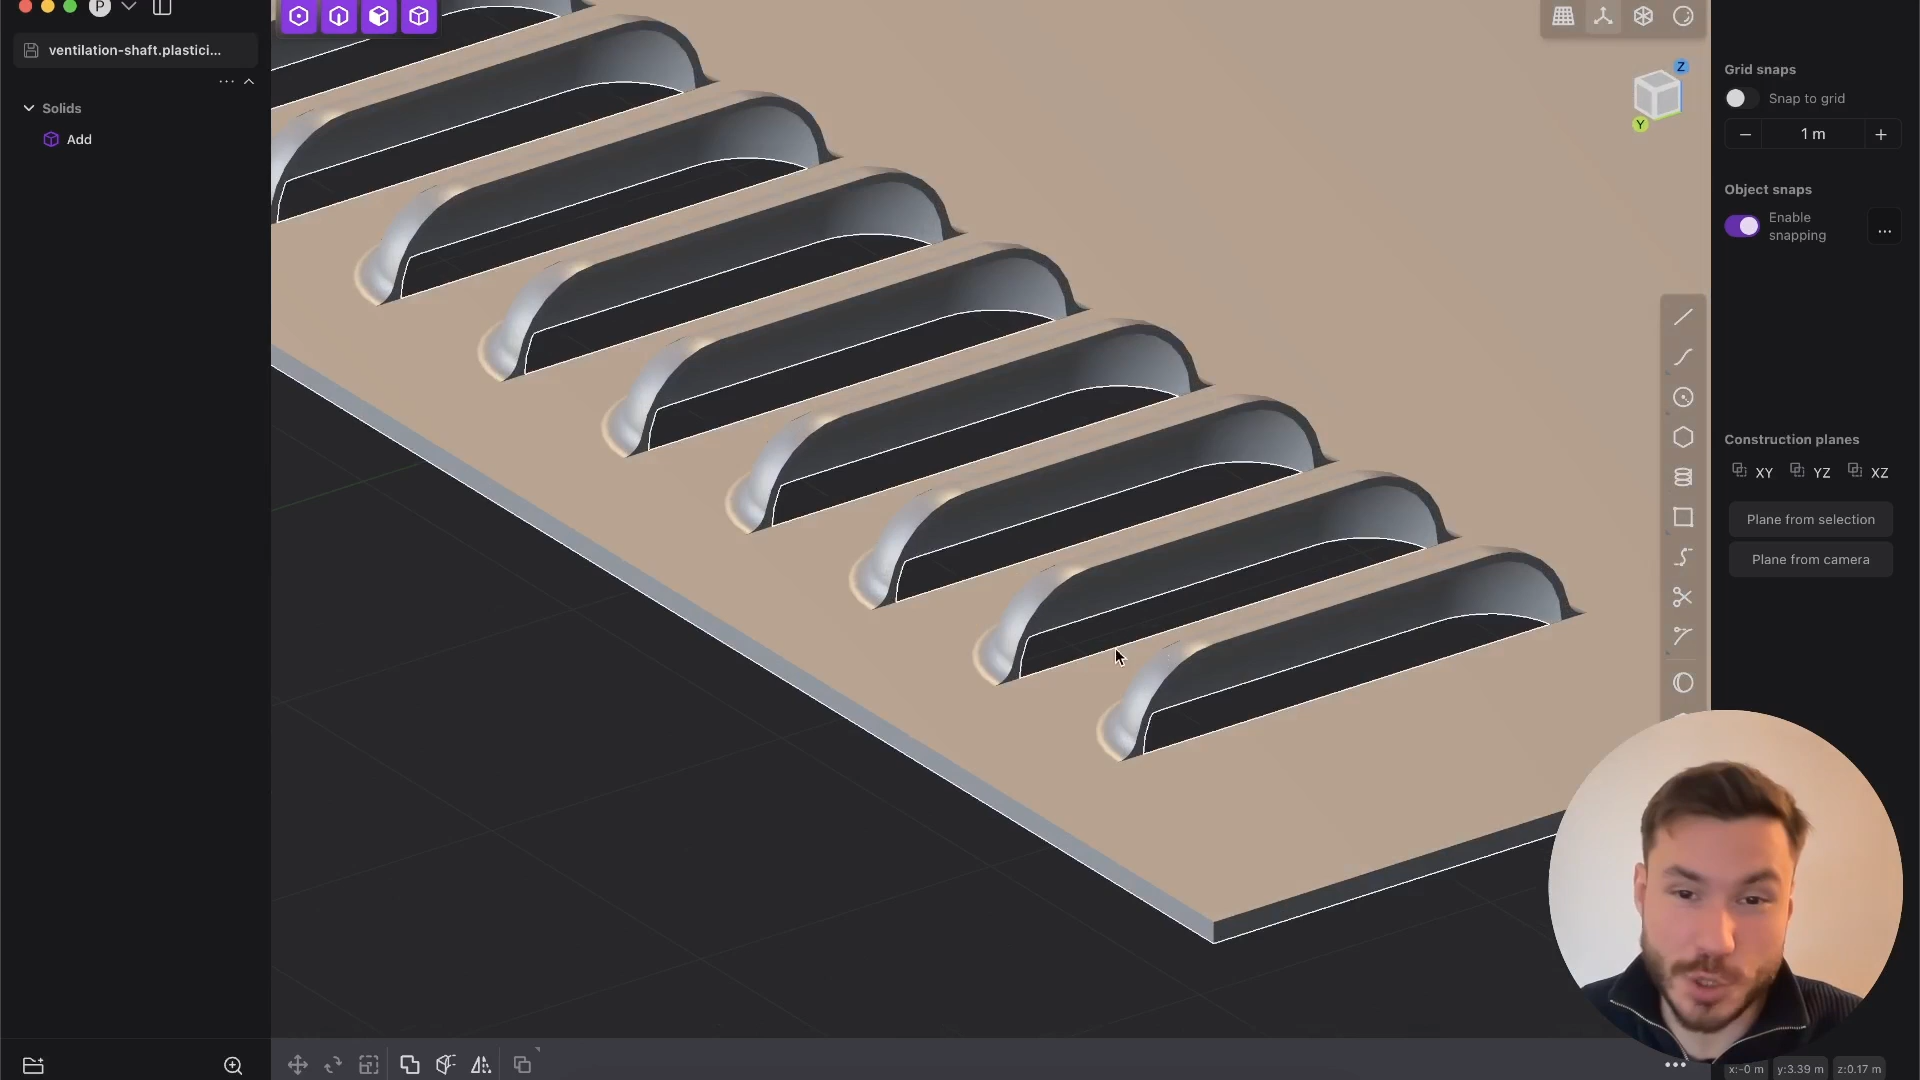 P
ventilation-shaft.plastici...
Solids
Add
Z
Y
Grid snaps
Snap to grid
1 m
Object snaps
Enable
snapping
...
Construction planes
XY
YZ
XZ
Plane from selection
Plane from camera
x:-0 m
y:3.39 m
z:0.17 m